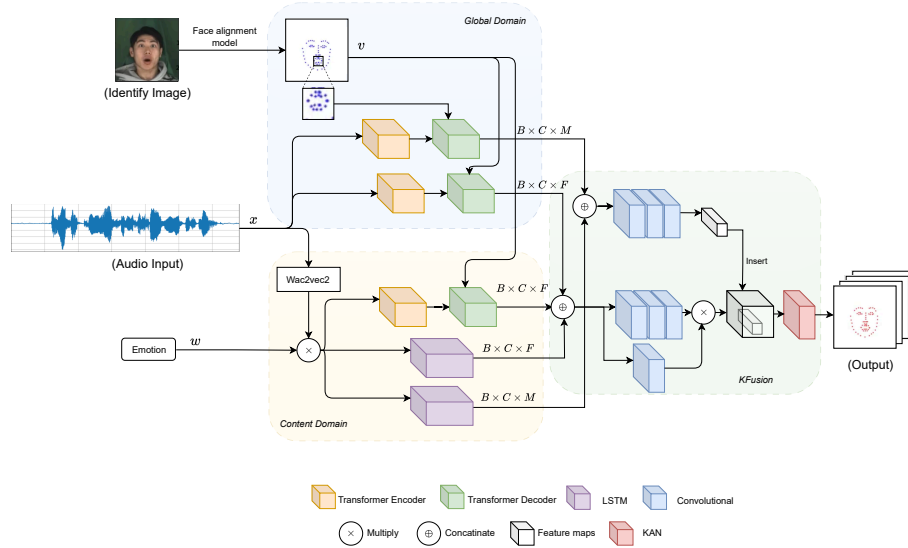 Global Domain
Face alignment
model
v
(Identify Image)
B × C × M
B × C × F
x
(Audio Input)
Wac2vec2
Insert
B × C × F
Emotion
w
B × C × F
B × C × M
(Output)
KFusion
Content Domain
Transformer Encoder
Transformer Decoder
LSTM
Convolutional
Multiply
Concatinate
Feature maps
KAN